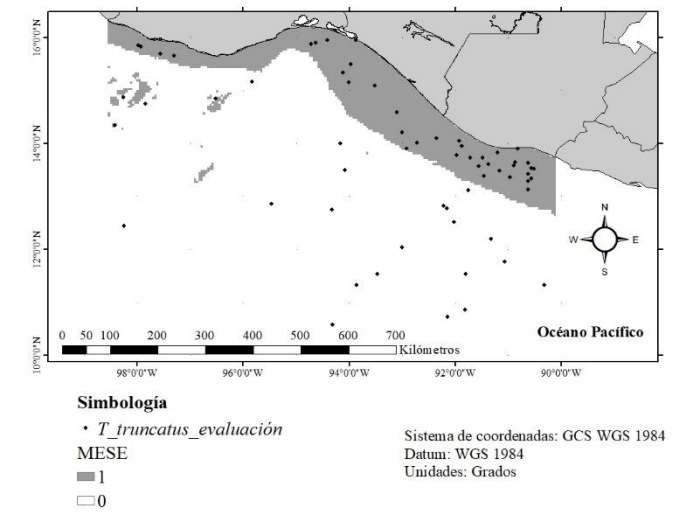 16°0'0"N
14°0'0"N
12°0'0"N
10°0'0"N
N
W E
S
Océano Pacífico
0 50 100 200 300 400 500 600 700
Kilómetros
98°0'0"W 96°0'0"W 94°0'0"W 92°0'0"W 90°0'0"W
Simbología
T_truncatus_evaluación
MESE
1
0
Sistema de coordenadas: GCS WGS 1984
Datum: WGS 1984
Unidades: Grados